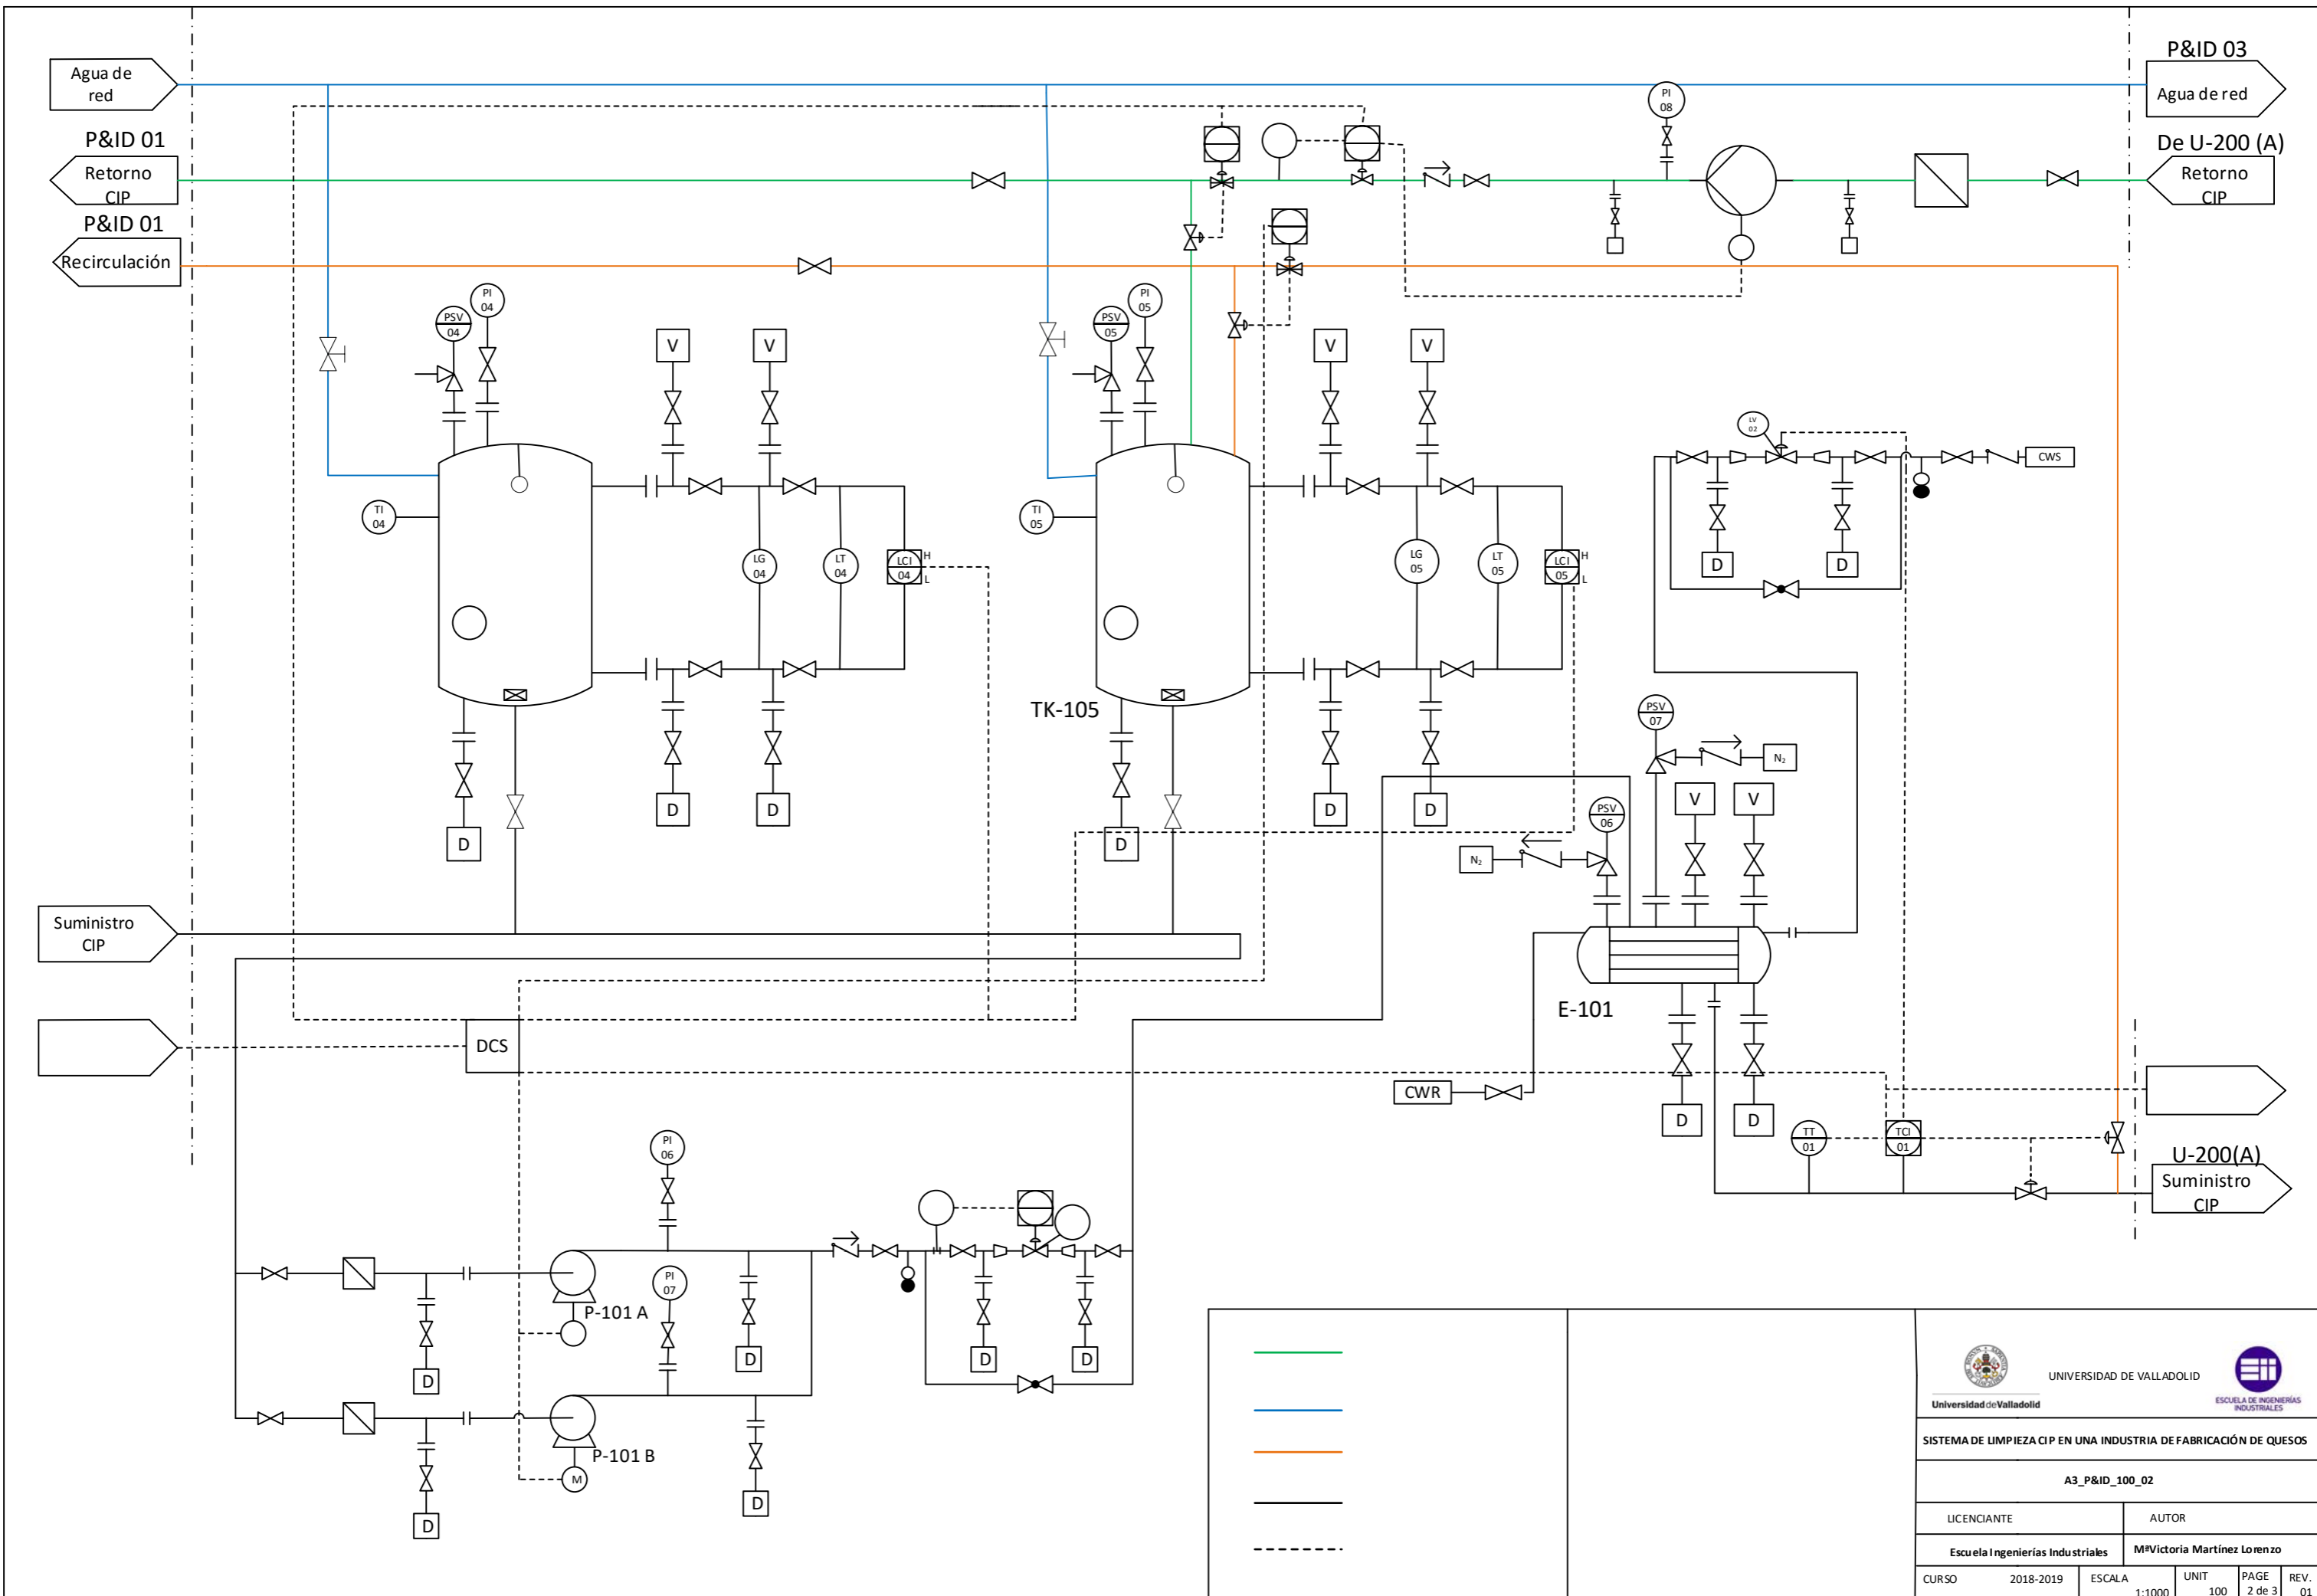 Agua de
red
P&ID 03
Agua de red
PI
08
P&ID 01
Retorno
CIP
De U-200 (A)
Retorno
CIP
P&ID 01
Recirculación
PSV
04
PI
04
V
V
PSV
05
PI
05
V
V
LV
02
CWS
TI
04
LG
04
LT
04
LCI
04
H
L
TI
05
LG
05
LT
05
LCI
05
H
L
D
D
TK-105
PSV
07
N2
D
D
D
D
D
D
V
V
PSV
06
N2
Suministro
CIP
E-101
DCS
CWR
D
D
TT
01
TCI
01
U-200(A)
Suministro
CIP
PI
06
PI
07
P-101 A
D
D
D
D
P-101 B
M
D
D
UNIVERSIDAD DE VALLADOLID
Universidad de Valladolid
ESCUELA DE INGENIERÍAS
INDUSTRIALES
SISTEMA DE LIMPIEZA CIP EN UNA INDUSTRIA DE FABRICACIÓN DE QUESOS
A3_P&ID_100_02
LICENCIANTE
AUTOR
Escuela Ingenierías Industriales
MªVictoria Martínez Lorenzo
CURSO 2018-2019
ESCALA
1:1000
UNIT
100
PAGE
2 de 3
REV.
01